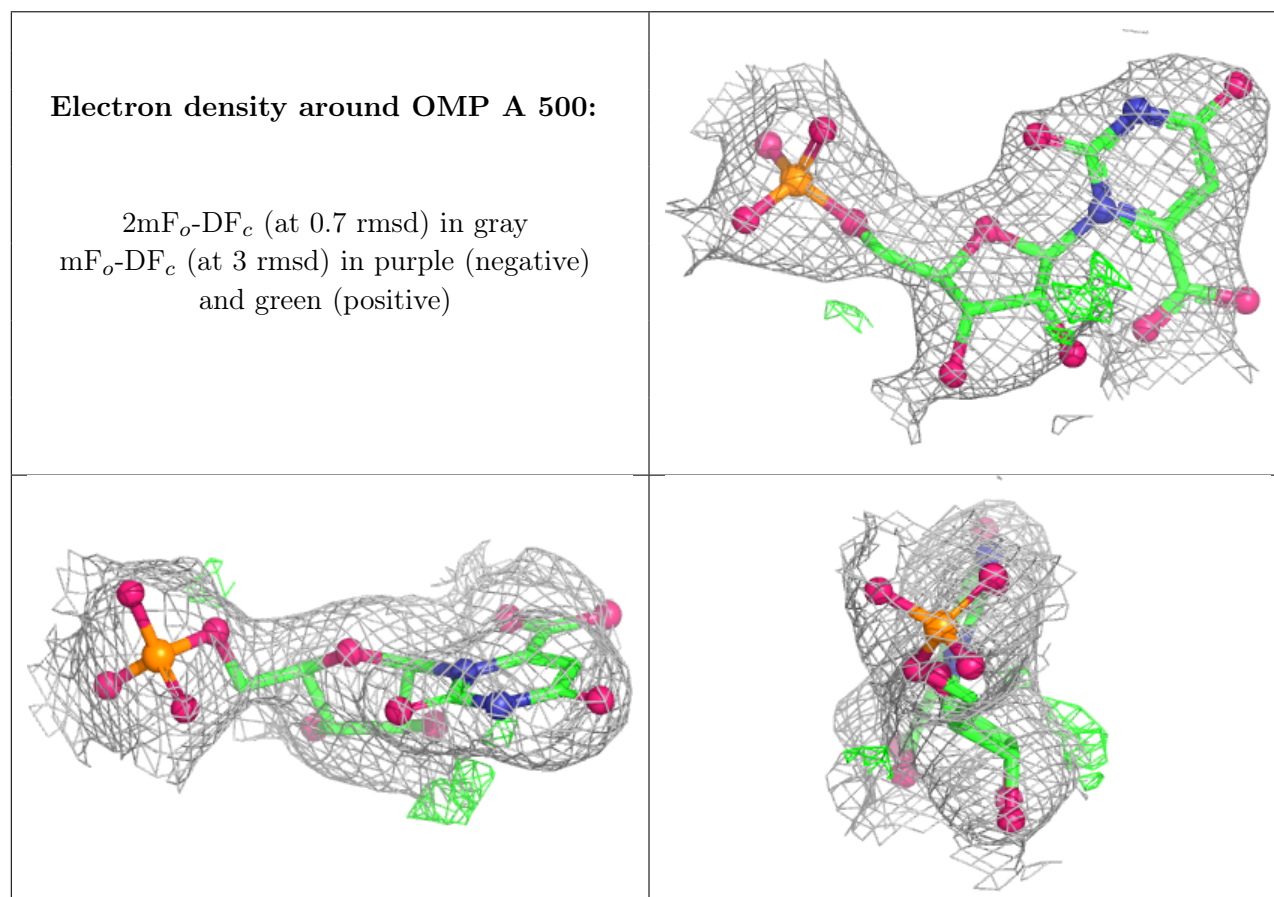 Electron density around OMP A 500:
2mFₒ-DF𝒸 (at 0.7 rmsd) in gray
mFₒ-DF𝒸 (at 3 rmsd) in purple (negative)
and green (positive)